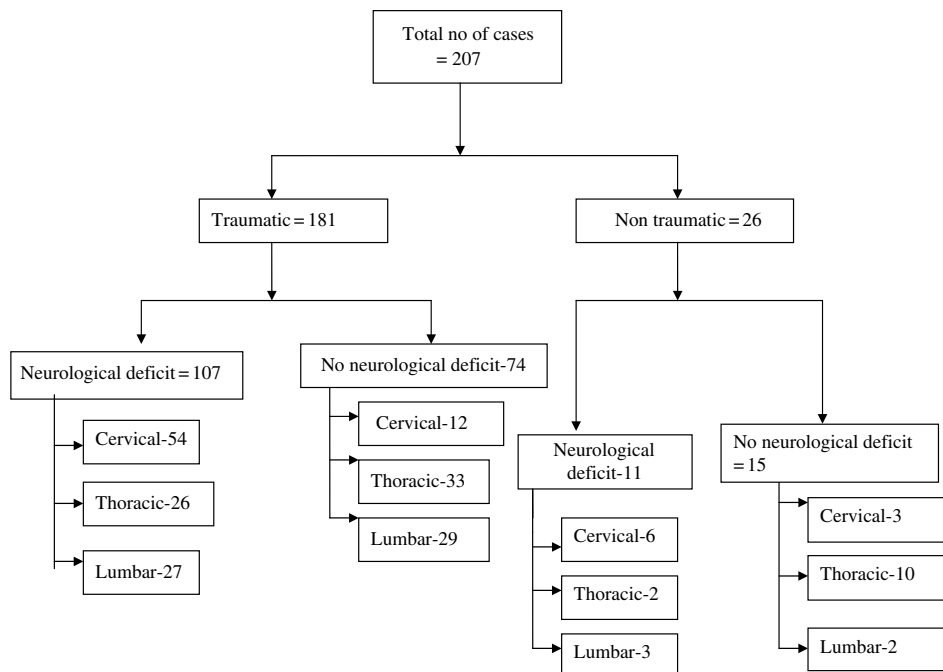 Total no of cases
= 207
Traumatic = 181
Non traumatic = 26
Neurological deficit = 107
Cervical-54
Thoracic-26
Lumbar-27
No neurological deficit-74
Cervical-12
Thoracic-33
Lumbar-29
Neurological
deficit-11
Cervical-6
Thoracic-2
Lumbar-3
No neurological deficit
= 15
Cervical-3
Thoracic-10
Lumbar-2